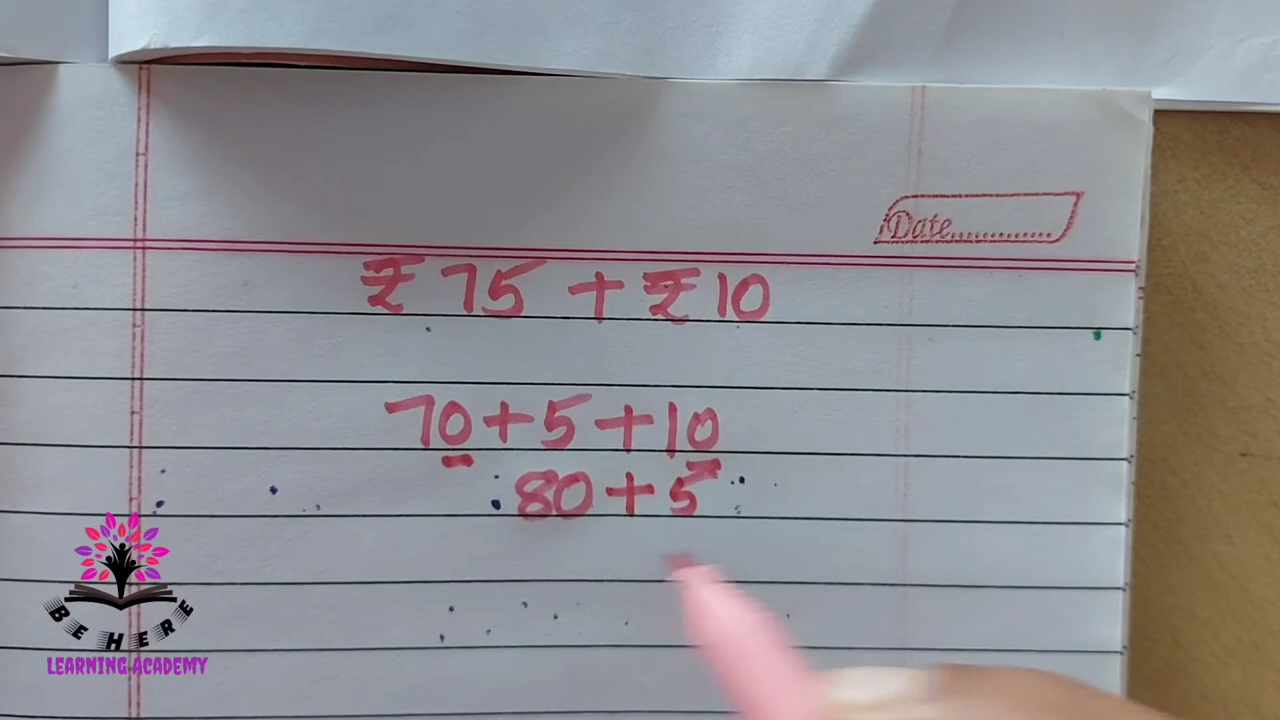 Date............
₹ 75 + ₹ 10
70+5+10
80+5
BE HERE
LEARNING ACADEMY